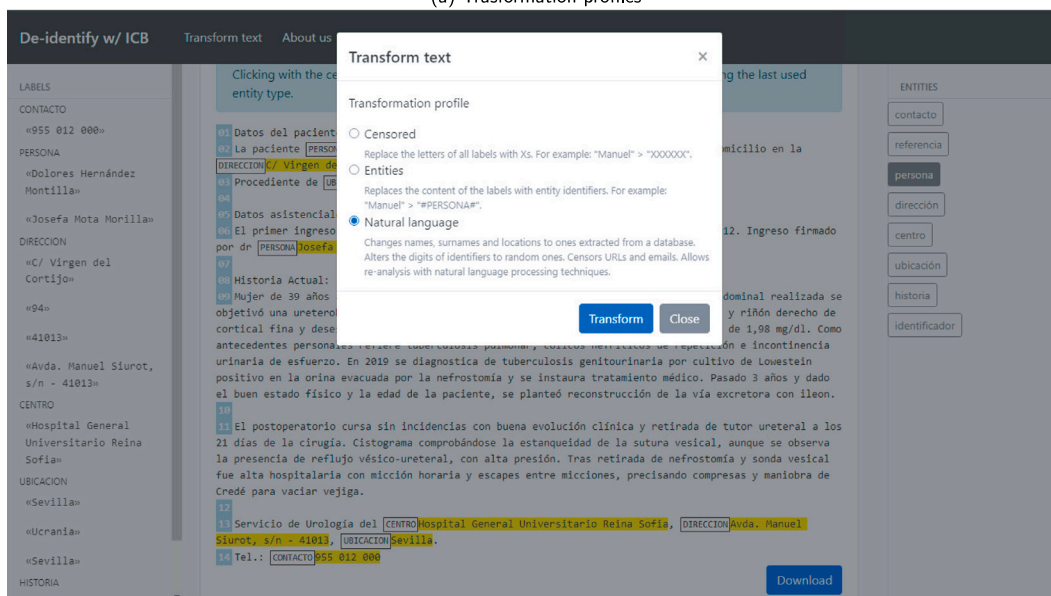 (a) Trasformation profiles
De-identify w/ ICB Transform text About us
LABELS
CONTACTO
«955 012 000»
PERSONA
«Dolores Hernández
Montilla»
«Josefa Mota Morilla»
DIRECCION
«C/ Virgen del
Cortijo»
«94»
«41013»
«Avda. Manuel Siurot,
s/n - 41013»
CENTRO
«Hospital General
Universitario Reina
Sofia»
UBICACION
«Sevilla»
«Ucrania»
«Sevilla»
HISTORIA
Clicking with the ce
ng the last used
entity type.
01 Datos del paciente
02 La paciente PERSON
omicilio en la
DIRECCION C/ Virgen de
03 Procediente de UB
04
05 Datos asistencial
06 El primer ingreso
12. Ingreso firmado
por dr PERSONA Josefa
07
08 Historia Actual:
09 Mujer de 39 años
dominal realizada se
objetivó una uretero
y riñón derecho de
cortical fina y dese
de 1,98 mg/dl. Como
antecedentes personales refiere tuberculosis pulmonar, cólicos nefríticos de repetición e incontinencia
urinaria de esfuerzo. En 2019 se diagnostica de tuberculosis genitourinaria por cultivo de Lowestein
positivo en la orina evacuada por la nefrostomía y se instaura tratamiento médico. Pasado 3 años y dado
el buen estado físico y la edad de la paciente, se planteó reconstrucción de la vía excretora con ileon.
10
11 El postoperatorio cursa sin incidencias con buena evolución clínica y retirada de tutor ureteral a los
21 días de la cirugía. Cistograma comprobándose la estanqueidad de la sutura vesical, aunque se observa
la presencia de reflujo vésico-ureteral, con alta presión. Tras retirada de nefrostomía y sonda vesical
fue alta hospitalaria con micción horaria y escapes entre micciones, precisando compresas y maniobra de
Credé para vaciar vejiga.
12
13 Servicio de Urología del CENTRO Hospital General Universitario Reina Sofia, DIRECCION Avda. Manuel
Siurot, s/n - 41013, UBICACION Sevilla.
14 Tel.: CONTACTO 955 012 000
Download
Transform text ×
Transformation profile
Censored
Replace the letters of all labels with Xs. For example: "Manuel" > "XXXXXX".
Entities
Replaces the content of the labels with entity identifiers. For example:
"Manuel" > "#PERSONA#".
Natural language
Changes names, surnames and locations to ones extracted from a database.
Alters the digits of identifiers to random ones. Censors URLs and emails. Allows
re-analysis with natural language processing techniques.
Transform Close
ENTITIES
contacto
referencia
persona
dirección
centro
ubicación
historia
identificador